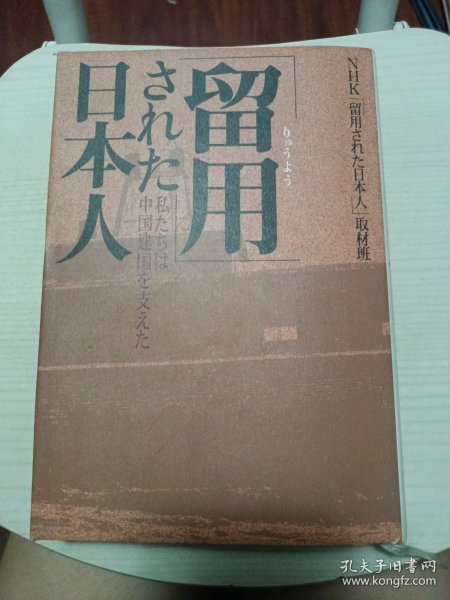 NHK「留用された日本人」取材班
「留用」
りゅうよう
された
日本人
私たちは
中国建国を支えた
孔夫子旧书网
www.kongfz.com